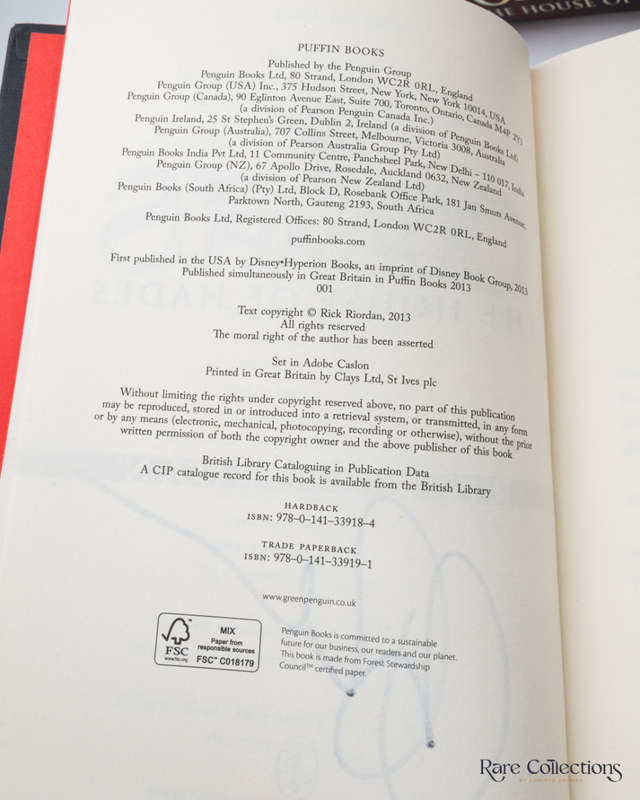 THE HOUSE OF
PUFFIN BOOKS
Published by the Penguin Group
Penguin Books Ltd, 80 Strand, London WC2R 0RL, England
Penguin Group (USA) Inc., 375 Hudson Street, New York, New York 10014, USA
Penguin Group (Canada), 90 Eglinton Avenue East, Suite 700, Toronto, Ontario, Canada M4P 2Y3
(a division of Pearson Penguin Canada Inc.)
Penguin Ireland, 25 St Stephen's Green, Dublin 2, Ireland (a division of Penguin Books Ltd)
Penguin Group (Australia), 707 Collins Street, Melbourne, Victoria 3008, Australia
(a division of Pearson Australia Group Pty Ltd)
Penguin Books India Pvt Ltd, 11 Community Centre, Panchsheel Park, New Delhi – 110 017, India
Penguin Group (NZ), 67 Apollo Drive, Rosedale, Auckland 0632, New Zealand
(a division of Pearson New Zealand Ltd)
Penguin Books (South Africa) (Pty) Ltd, Block D, Rosebank Office Park, 181 Jan Smuts Avenue,
Parktown North, Gauteng 2193, South Africa
Penguin Books Ltd, Registered Offices: 80 Strand, London WC2R 0RL, England
puffinbooks.com
First published in the USA by Disney•Hyperion Books, an imprint of Disney Book Group, 2013
Published simultaneously in Great Britain in Puffin Books 2013
001
Text copyright © Rick Riordan, 2013
All rights reserved
The moral right of the author has been asserted
Set in Adobe Caslon
Printed in Great Britain by Clays Ltd, St Ives plc
Without limiting the rights under copyright reserved above, no part of this publication
may be reproduced, stored in or introduced into a retrieval system, or transmitted, in any form
or by any means (electronic, mechanical, photocopying, recording or otherwise), without the prior
written permission of both the copyright owner and the above publisher of this book
British Library Cataloguing in Publication Data
A CIP catalogue record for this book is available from the British Library
HARDBACK
ISBN: 978–0–141–33918–4
TRADE PAPERBACK
ISBN: 978–0–141–33919–1
www.greenpenguin.co.uk
FSC
www.fsc.org
MIX
Paper from
responsible sources
FSC™ C018179
Penguin Books is committed to a sustainable
future for our business, our readers and our planet.
This book is made from Forest Stewardship
Council™ certified paper.
Rare Collections